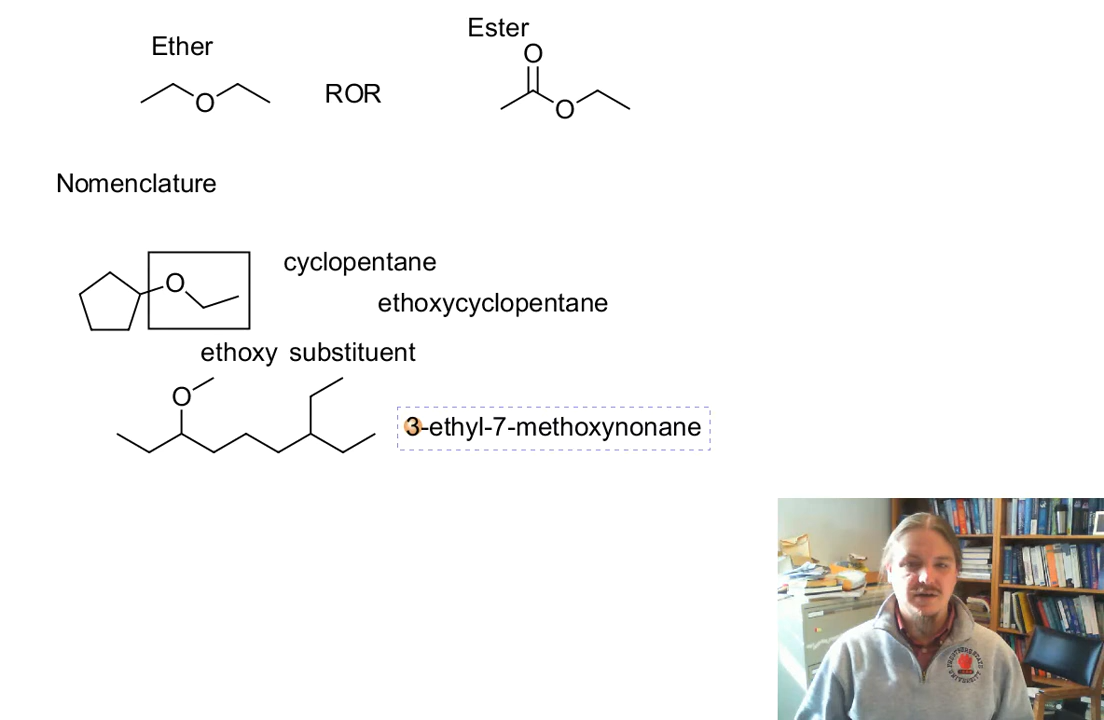 Ether
Ester
O
O
ROR
O
Nomenclature
cyclopentane
O
ethoxycyclopentane
ethoxy substituent
O
3-ethyl-7-methoxynonane